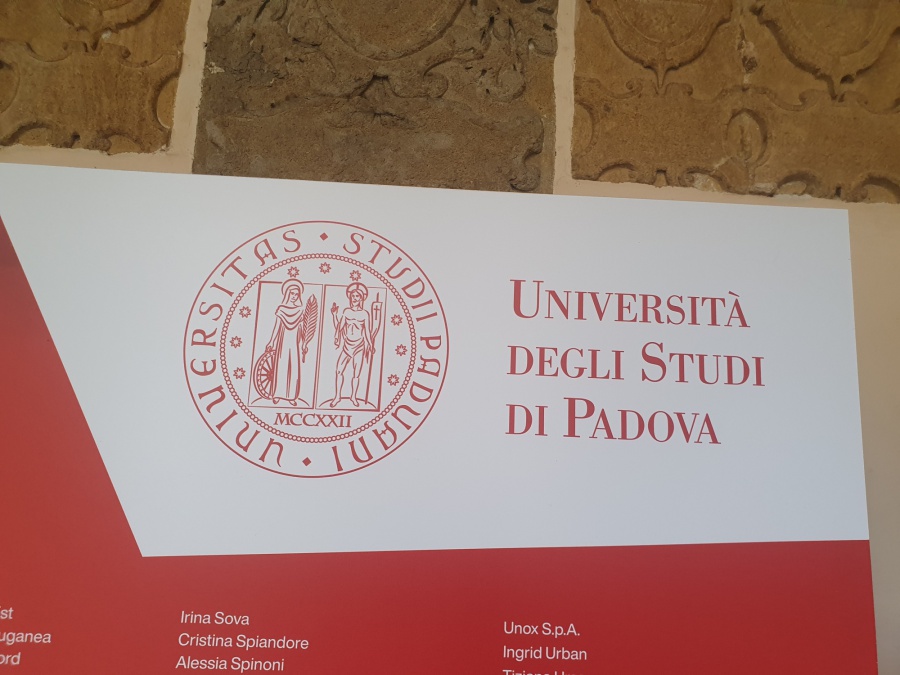 UNIVERSITAS • STUDII PADUANI •
MCCXXII
UNIVERSITÀ
DEGLI STUDI
DI PADOVA
Irina Sova
Cristina Spiandore
Alessia Spinoni
Unox S.p.A.
Ingrid Urban